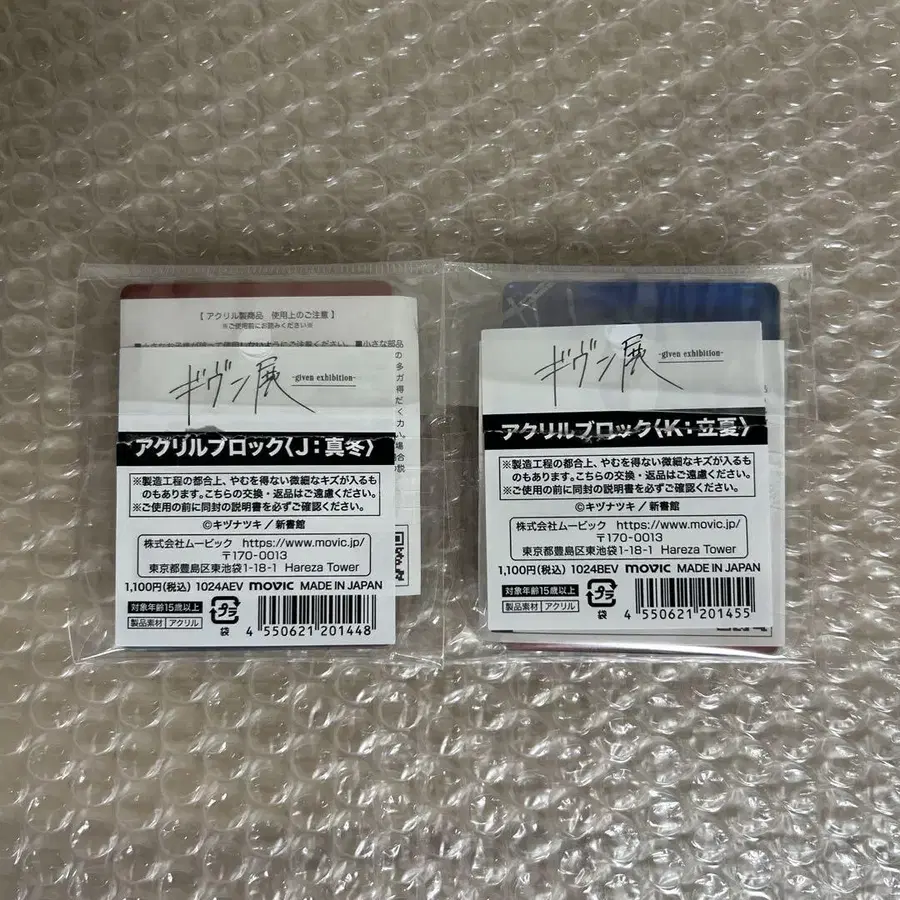 【アクリル製商品 使用上のご注意】
※ご使用前にお読みください※
ギヴン展 -given exhibition-
アクリルブロック〈J:真冬〉
※製造工程の都合上、やむを得ない微細なキズが入るものもあります。こちらの交換・返品はご遠慮ください。
※ご使用の前に同封の説明書を必ずご確認ください。
©キヅナツキ/新書館
株式会社ムービック https://www.movic.jp/
〒170-0013
東京都豊島区東池袋1-18-1 Hareza Tower
1,100円(税込) 1024AEV movic MADE IN JAPAN
対象年齢15歳以上
製品素材 アクリル
プラ
袋
4 550621 201448
ギヴン展 -given exhibition-
アクリルブロック〈K:立夏〉
※製造工程の都合上、やむを得ない微細なキズが入るものもあります。こちらの交換・返品はご遠慮ください。
※ご使用の前に同封の説明書を必ずご確認ください。
©キヅナツキ/新書館
株式会社ムービック https://www.movic.jp/
〒170-0013
東京都豊島区東池袋1-18-1 Hareza Tower
1,100円(税込) 1024BEV movic MADE IN JAPAN
対象年齢15歳以上
製品素材 アクリル
プラ
袋
4 550621 201455